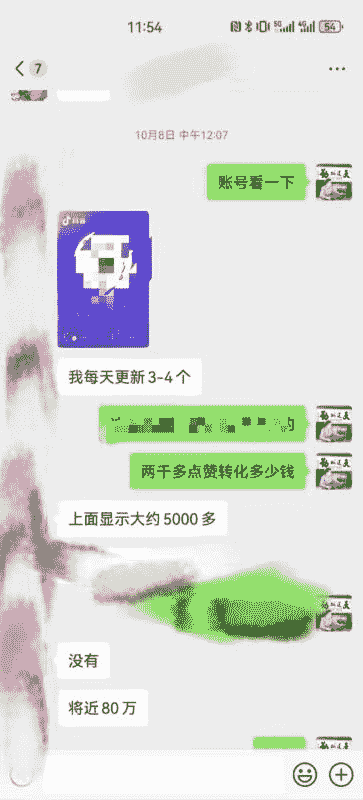 11:54
5G
4G
54
7
10月8日 中午12:07
账号看一下
抖音
我每天更新3-4个
的
两千多点赞转化多少钱
上面显示大约5000多
没有
将近80万